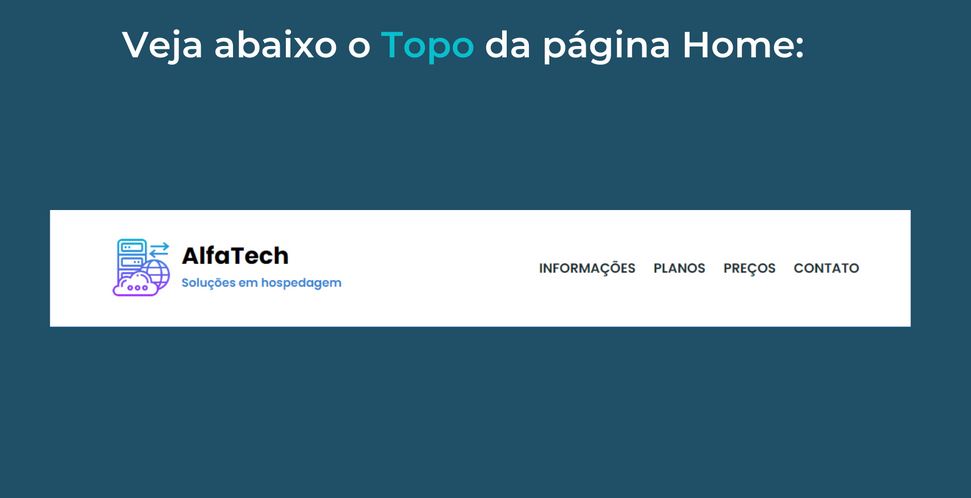 Veja abaixo o Topo da página Home:
AlfaTech
Soluções em hospedagem
INFORMAÇÕES PLANOS PREÇOS CONTATO